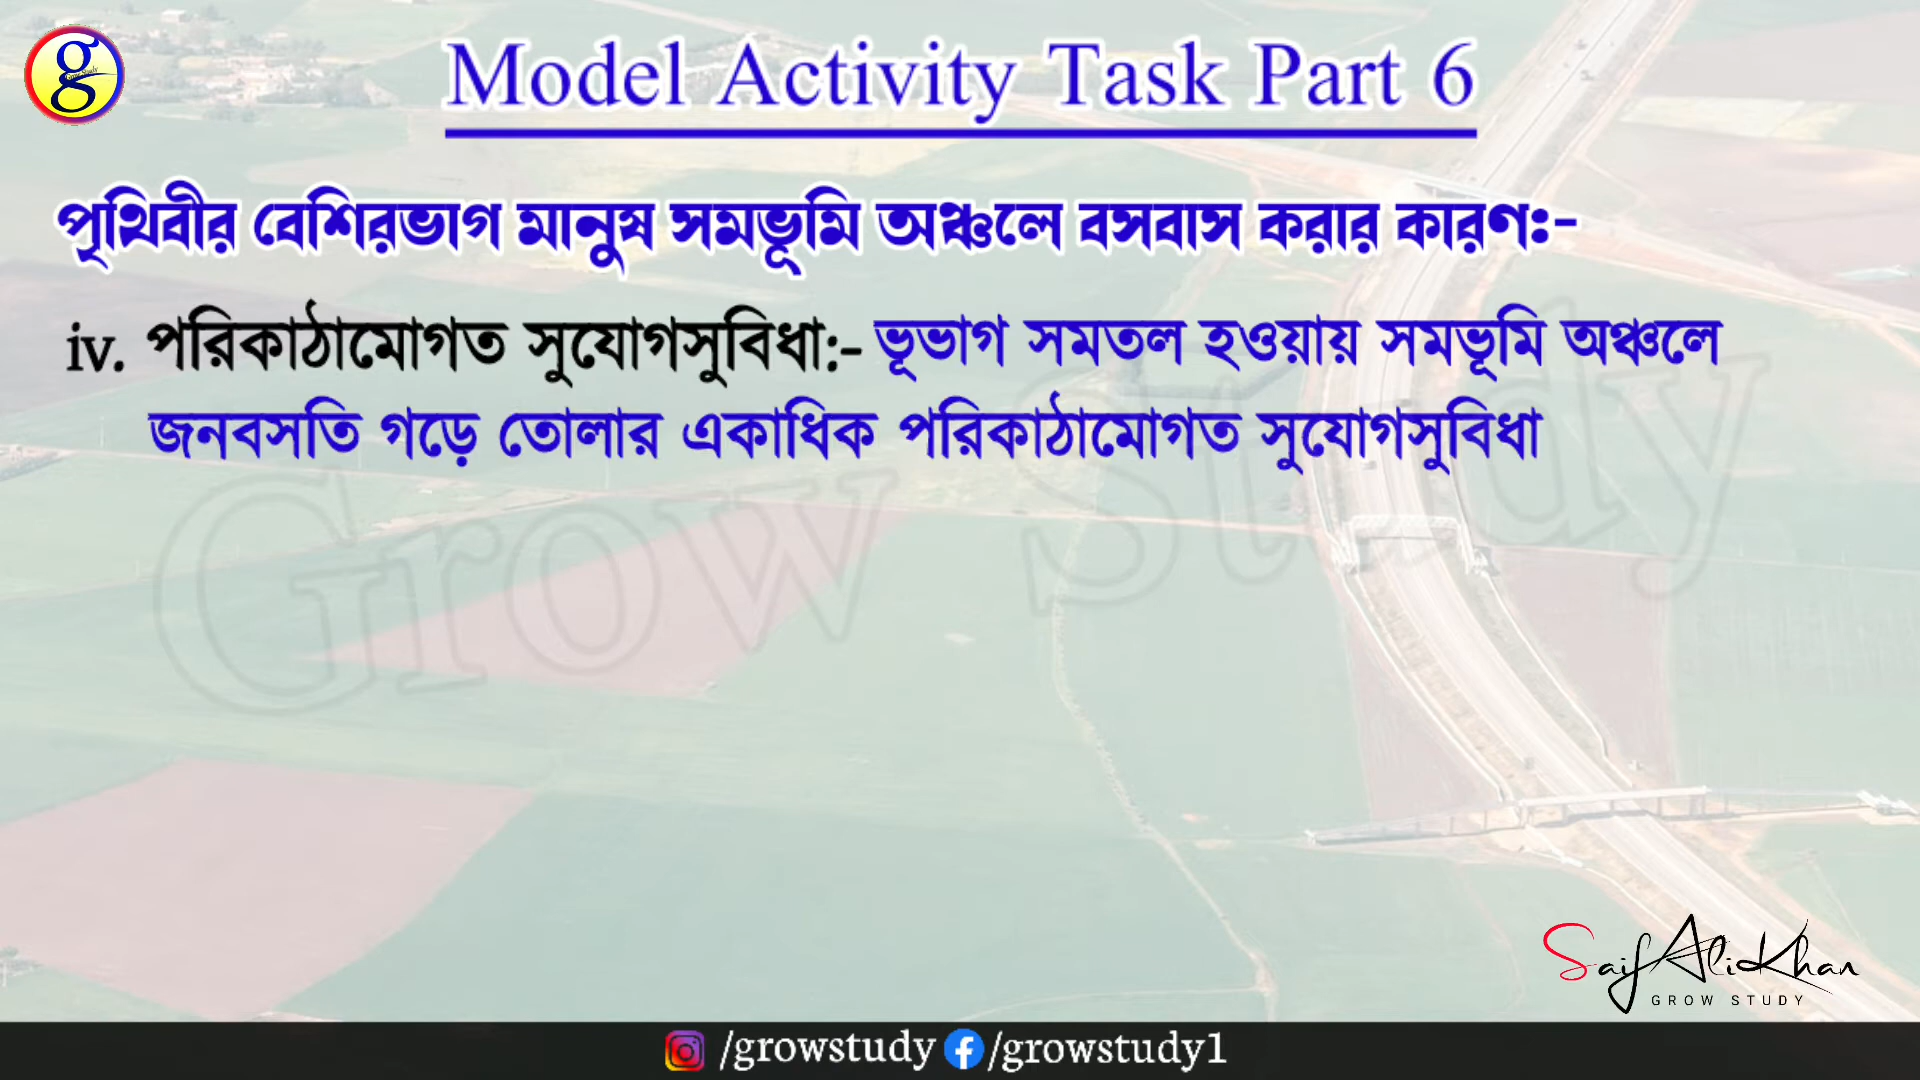 g
Model Activity Task Part 6
পৃথিবীর বেশিরভাগ মানুষ সমভূমি অঞ্চলে বসবাস করার কারণঃ-
iv. পরিকাঠামোগত সুযোগসুবিধা:- ভূভাগ সমতল হওয়ায় সমভূমি অঞ্চলে
জনবসতি গড়ে তোলার একাধিক পরিকাঠামোগত সুযোগসুবিধা
Grow Study
Saif Ali Khan
GROW STUDY
/growstudy /growstudy1